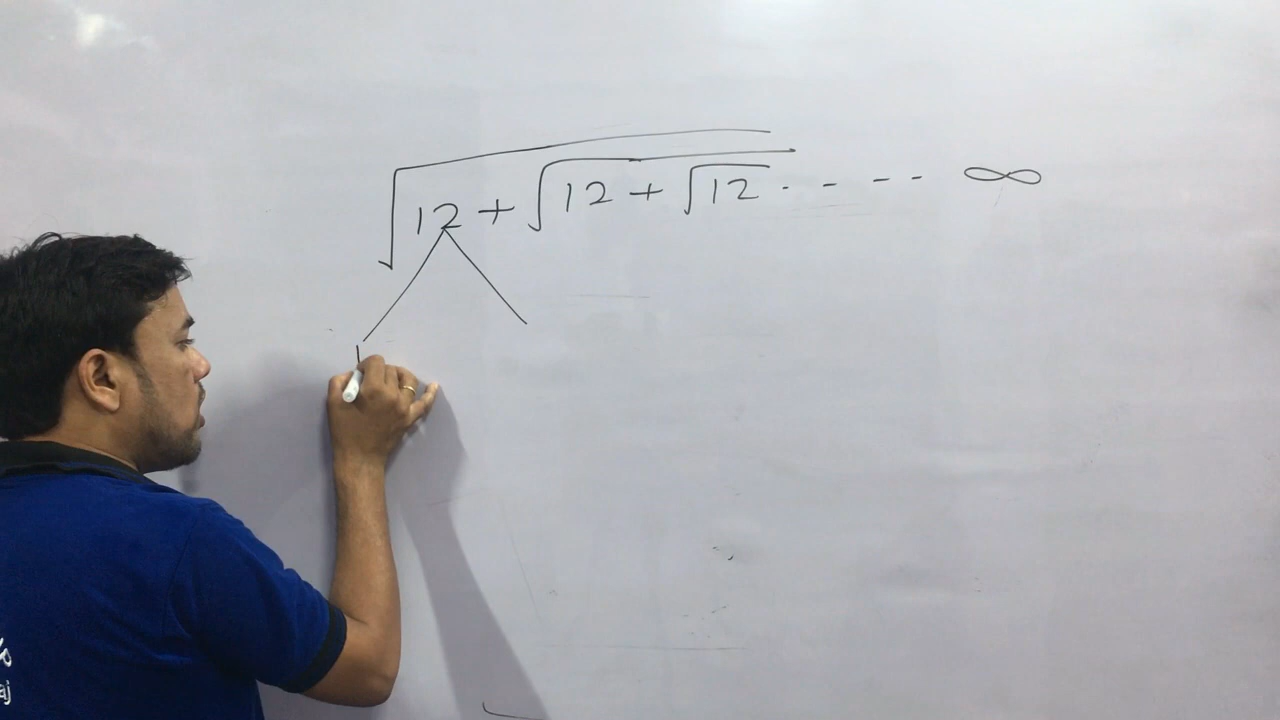 √12 + √12 + √12 . - - - - ∞